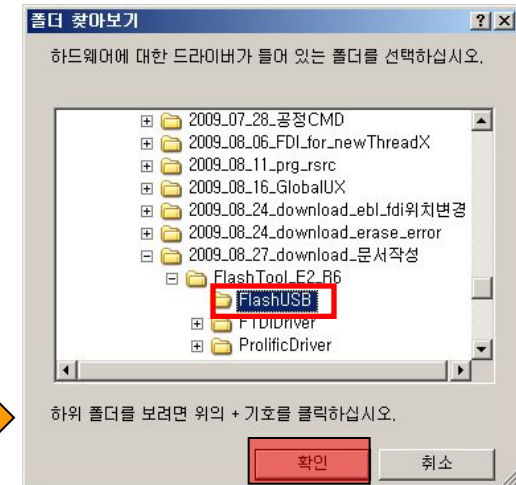 폴더 찾아보기
하드웨어에 대한 드라이버가 들어 있는 폴더를 선택하십시오.
2009_07_28_공정CMD
2009_08_06_FDI_for_newThreadX
2009_08_11_prg_rsrc
2009_08_16_GlobalUX
2009_08_24_download_ebl_fdi위치변경
2009_08_24_download_erase_error
2009_08_27_download_문서작성
FlashTool_E2_R6
FlashUSB
FTDIDriver
ProlificDriver
하위 폴더를 보려면 위의 + 기호를 클릭하십시오.
확인 취소